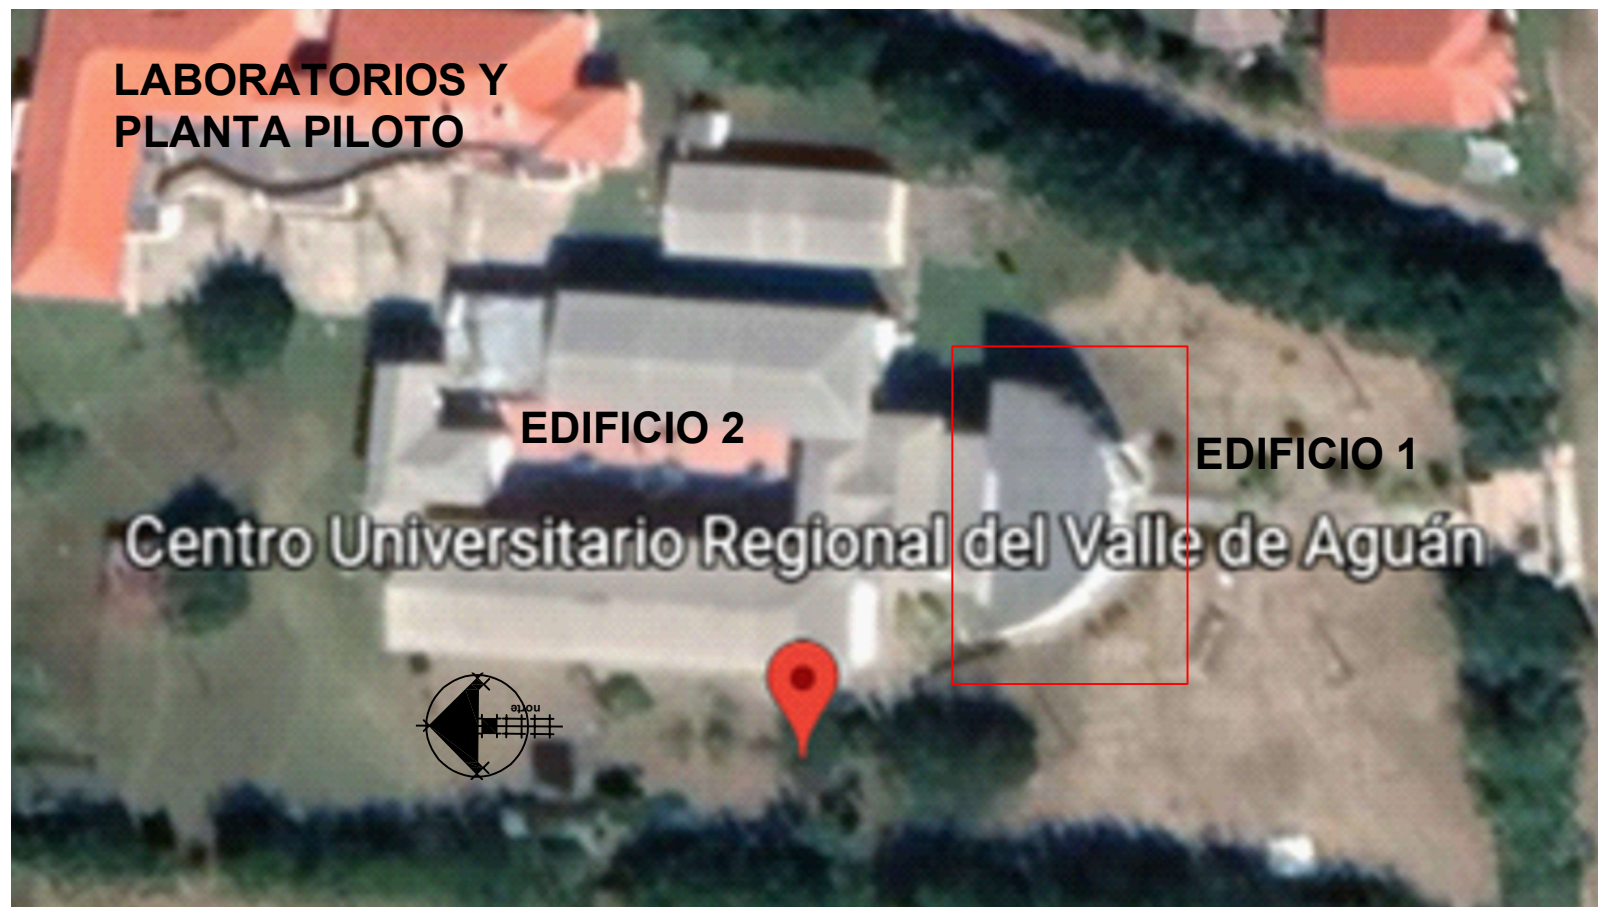 LABORATORIOS Y
PLANTA PILOTO
EDIFICIO 2
EDIFICIO 1
Centro Universitario Regional del Valle de Aguán
norte